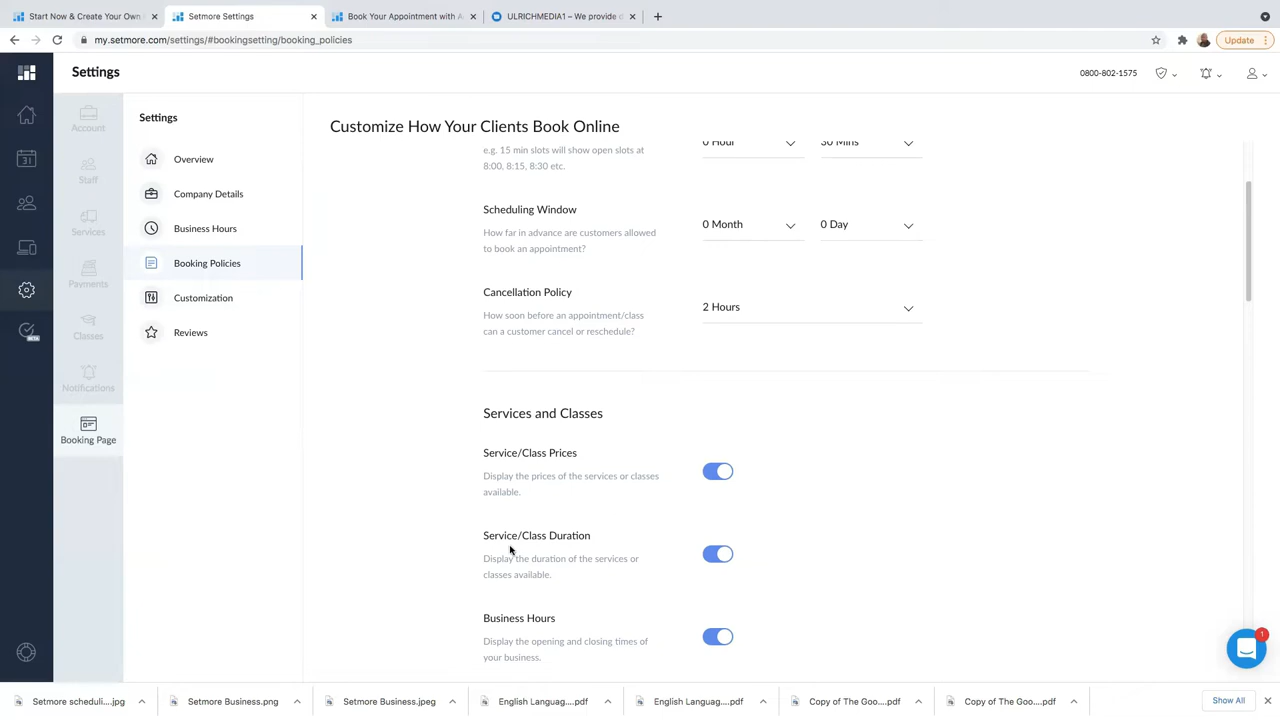 Start Now & Create Your Own
Setmore Settings
Book Your Appointment with A
ULRICHMEDIA1 – We provide d
my.setmore.com/settings/#bookingsetting/booking_policies
Update
Settings
0800-802-1575
Account
Staff
Services
Payments
Classes
Notifications
Booking Page
BETA
Settings
Overview
Company Details
Business Hours
Booking Policies
Customization
Reviews
Customize How Your Clients Book Online
e.g. 15 min slots will show open slots at
8:00, 8:15, 8:30 etc.
0 Hour
30 Mins
Scheduling Window
How far in advance are customers allowed
to book an appointment?
0 Month
0 Day
Cancellation Policy
How soon before an appointment/class
can a customer cancel or reschedule?
2 Hours
Services and Classes
Service/Class Prices
Display the prices of the services or classes
available.
Service/Class Duration
Display the duration of the services or
classes available.
Business Hours
Display the opening and closing times of
your business.
1
31
Setmore scheduli....jpg
Setmore Business.png
Setmore Business.jpeg
English Languag....pdf
English Languag....pdf
Copy of The Goo....pdf
Copy of The Goo....pdf
Show All